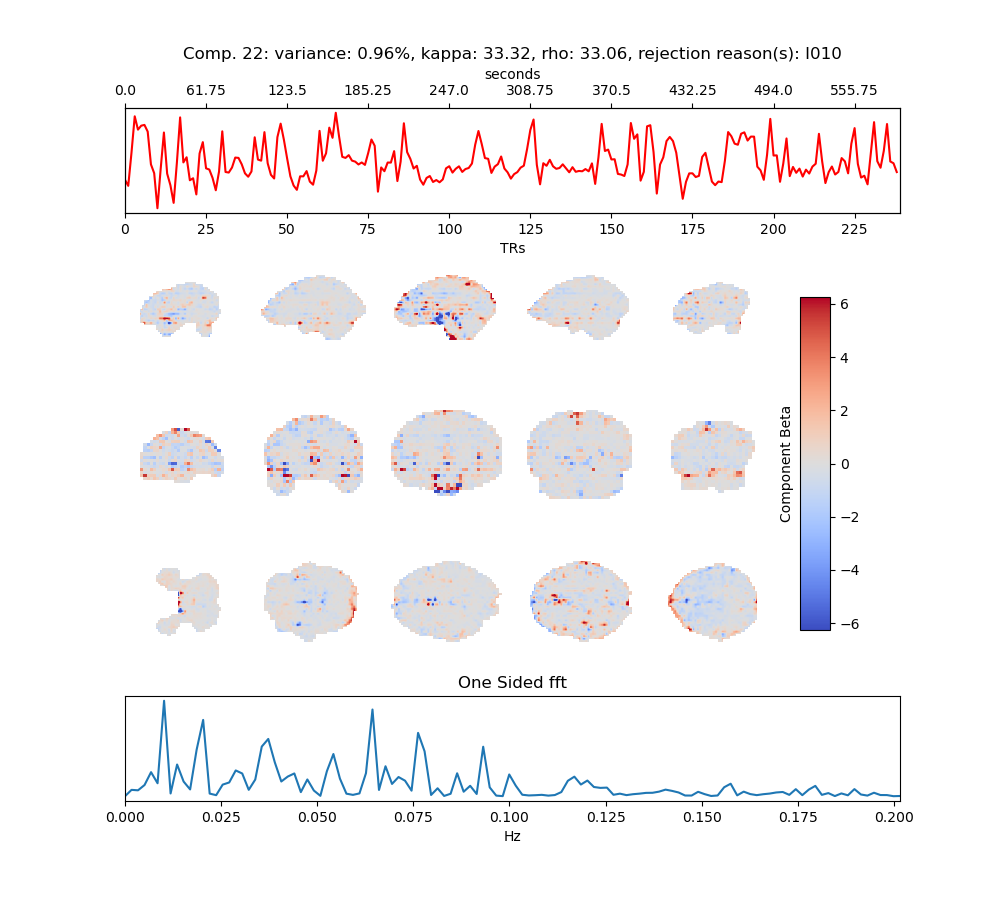 Comp. 22: variance: 0.96%, kappa: 33.32, rho: 33.06, rejection reason(s): I010
seconds
0.0 61.75 123.5 185.25 247.0 308.75 370.5 432.25 494.0 555.75
0 25 50 75 100 125 150 175 200 225
TRs
6
4
2
0
−2
−4
−6
Component Beta
One Sided fft
0.000 0.025 0.050 0.075 0.100 0.125 0.150 0.175 0.200
Hz